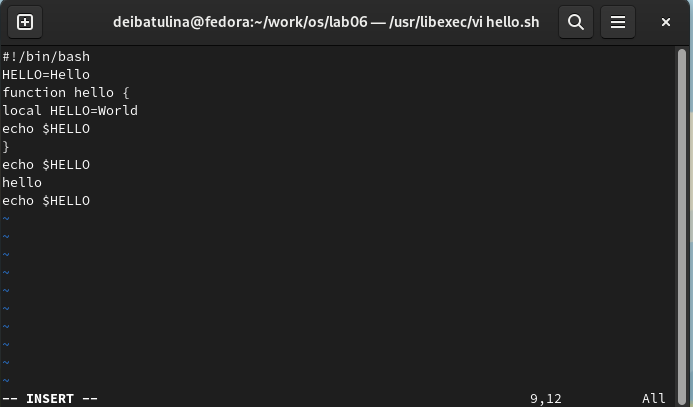 deibatulina@fedora:~/work/os/lab06 — /usr/libexec/vi hello.sh
#!/bin/bash
HELLO=Hello
function hello {
local HELLO=World
echo $HELLO
}
echo $HELLO
hello
echo $HELLO
~
~
~
~
~
~
~
~
~
~
-- INSERT -- 9,12 All